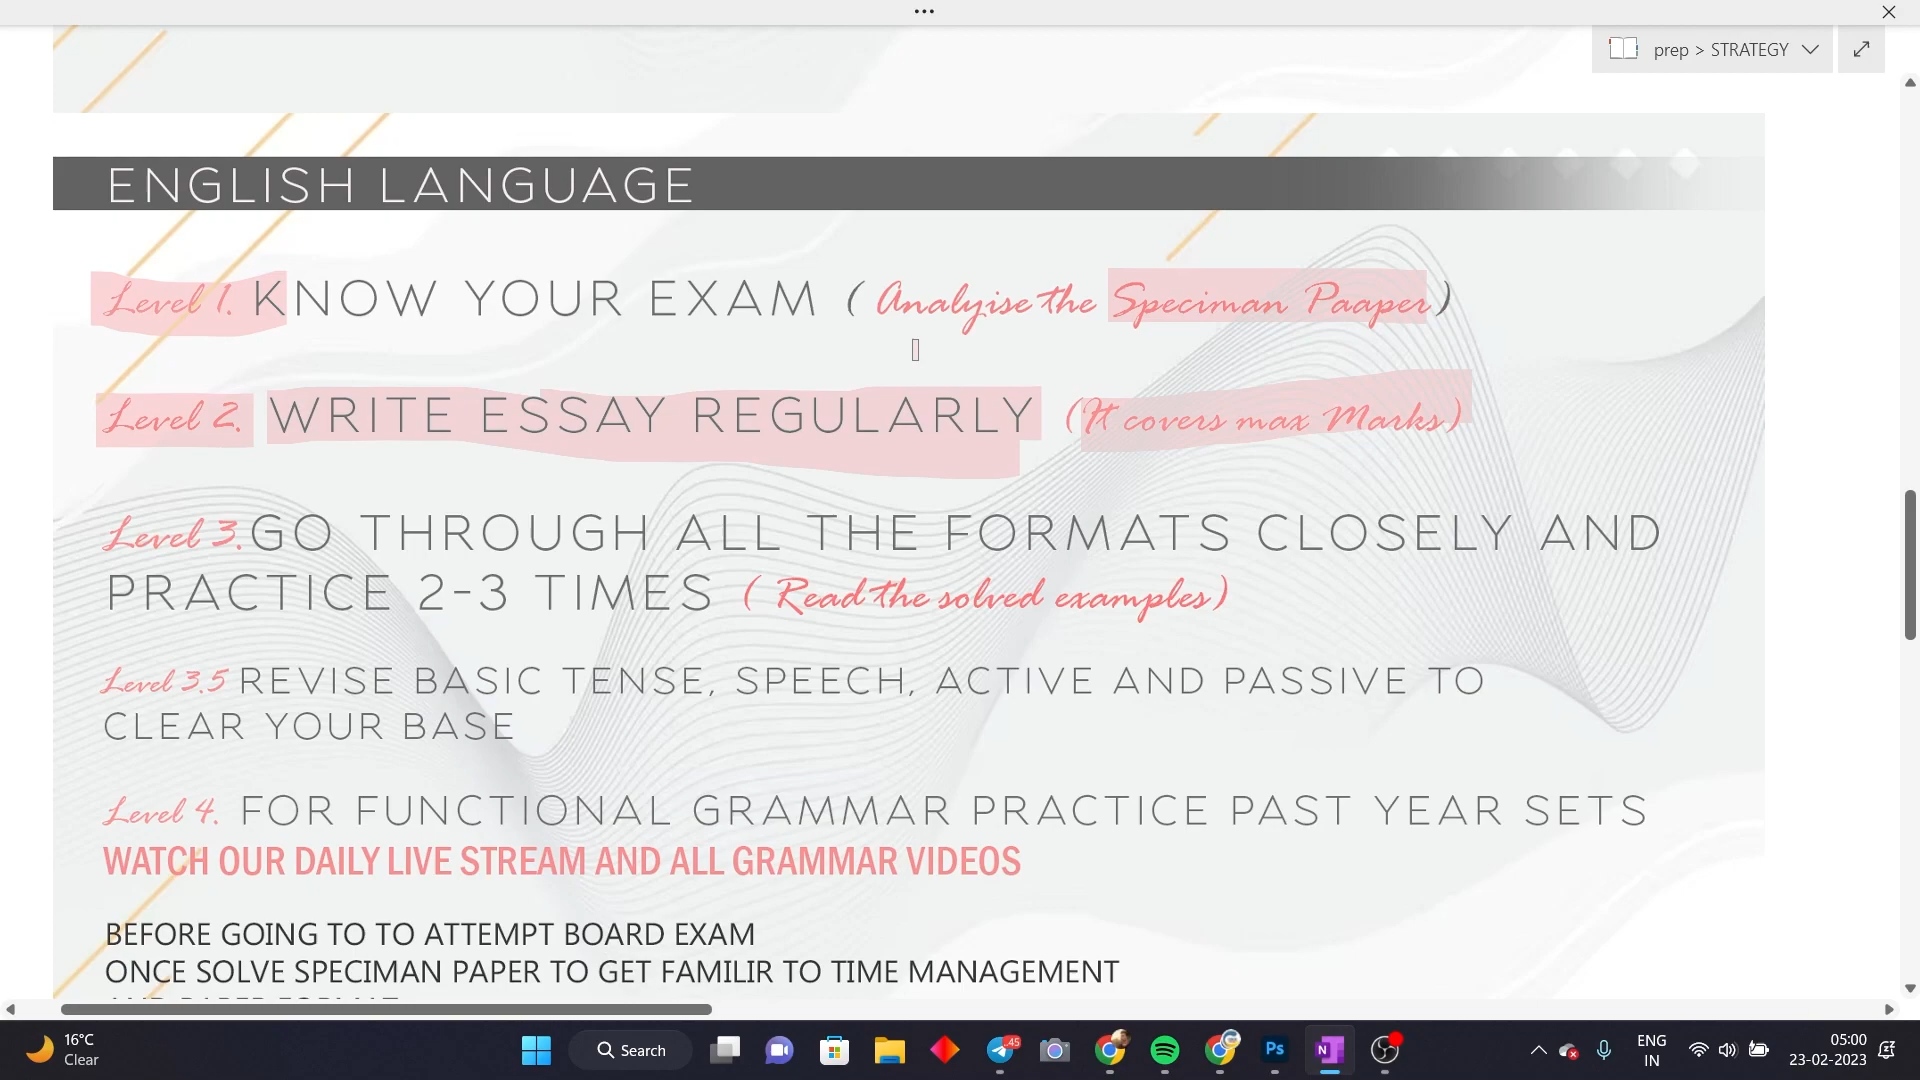 prep > STRATEGY
ENGLISH LANGUAGE
Level 1. KNOW YOUR EXAM ( Analyise the Speciman Paaper)
Level 2. WRITE ESSAY REGULARLY (It covers max Marks)
Level 3. GO THROUGH ALL THE FORMATS CLOSELY AND
PRACTICE 2-3 TIMES ( Read the solved examples)
Level 3.5 REVISE BASIC TENSE, SPEECH, ACTIVE AND PASSIVE TO
CLEAR YOUR BASE
Level 4. FOR FUNCTIONAL GRAMMAR PRACTICE PAST YEAR SETS
WATCH OUR DAILY LIVE STREAM AND ALL GRAMMAR VIDEOS
BEFORE GOING TO TO ATTEMPT BOARD EXAM
ONCE SOLVE SPECIMAN PAPER TO GET FAMILIR TO TIME MANAGEMENT
16°C
Clear
Search
45
Ps
N
ENG
IN
05:00
23-02-2023